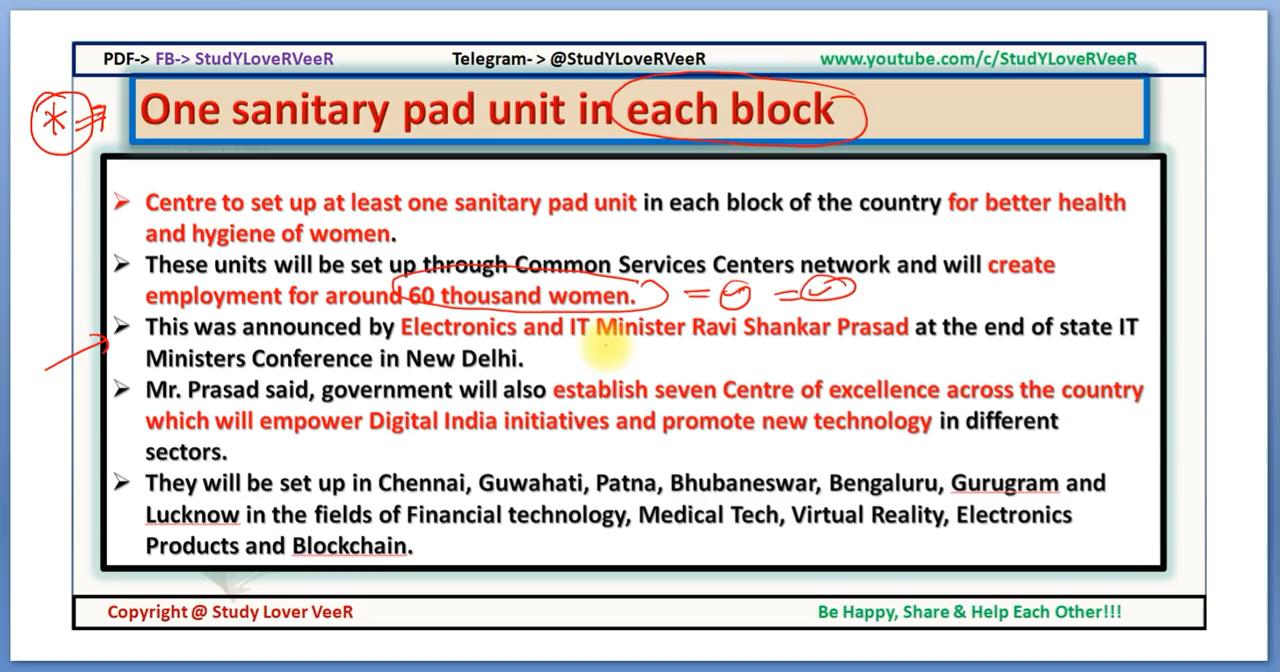 PDF-> FB-> StudYLoveRVeeR Telegram- > @StudYLoveRVeeR www.youtube.com/c/StudYLoveRVeeR
One sanitary pad unit in each block
➢ Centre to set up at least one sanitary pad unit in each block of the country for better health
and hygiene of women.
➢ These units will be set up through Common Services Centers network and will create
employment for around 60 thousand women.
➢ This was announced by Electronics and IT Minister Ravi Shankar Prasad at the end of state IT
Ministers Conference in New Delhi.
➢ Mr. Prasad said, government will also establish seven Centre of excellence across the country
which will empower Digital India initiatives and promote new technology in different
sectors.
➢ They will be set up in Chennai, Guwahati, Patna, Bhubaneswar, Bengaluru, Gurugram and
Lucknow in the fields of Financial technology, Medical Tech, Virtual Reality, Electronics
Products and Blockchain.
Copyright @ Study Lover VeeR Be Happy, Share & Help Each Other!!!